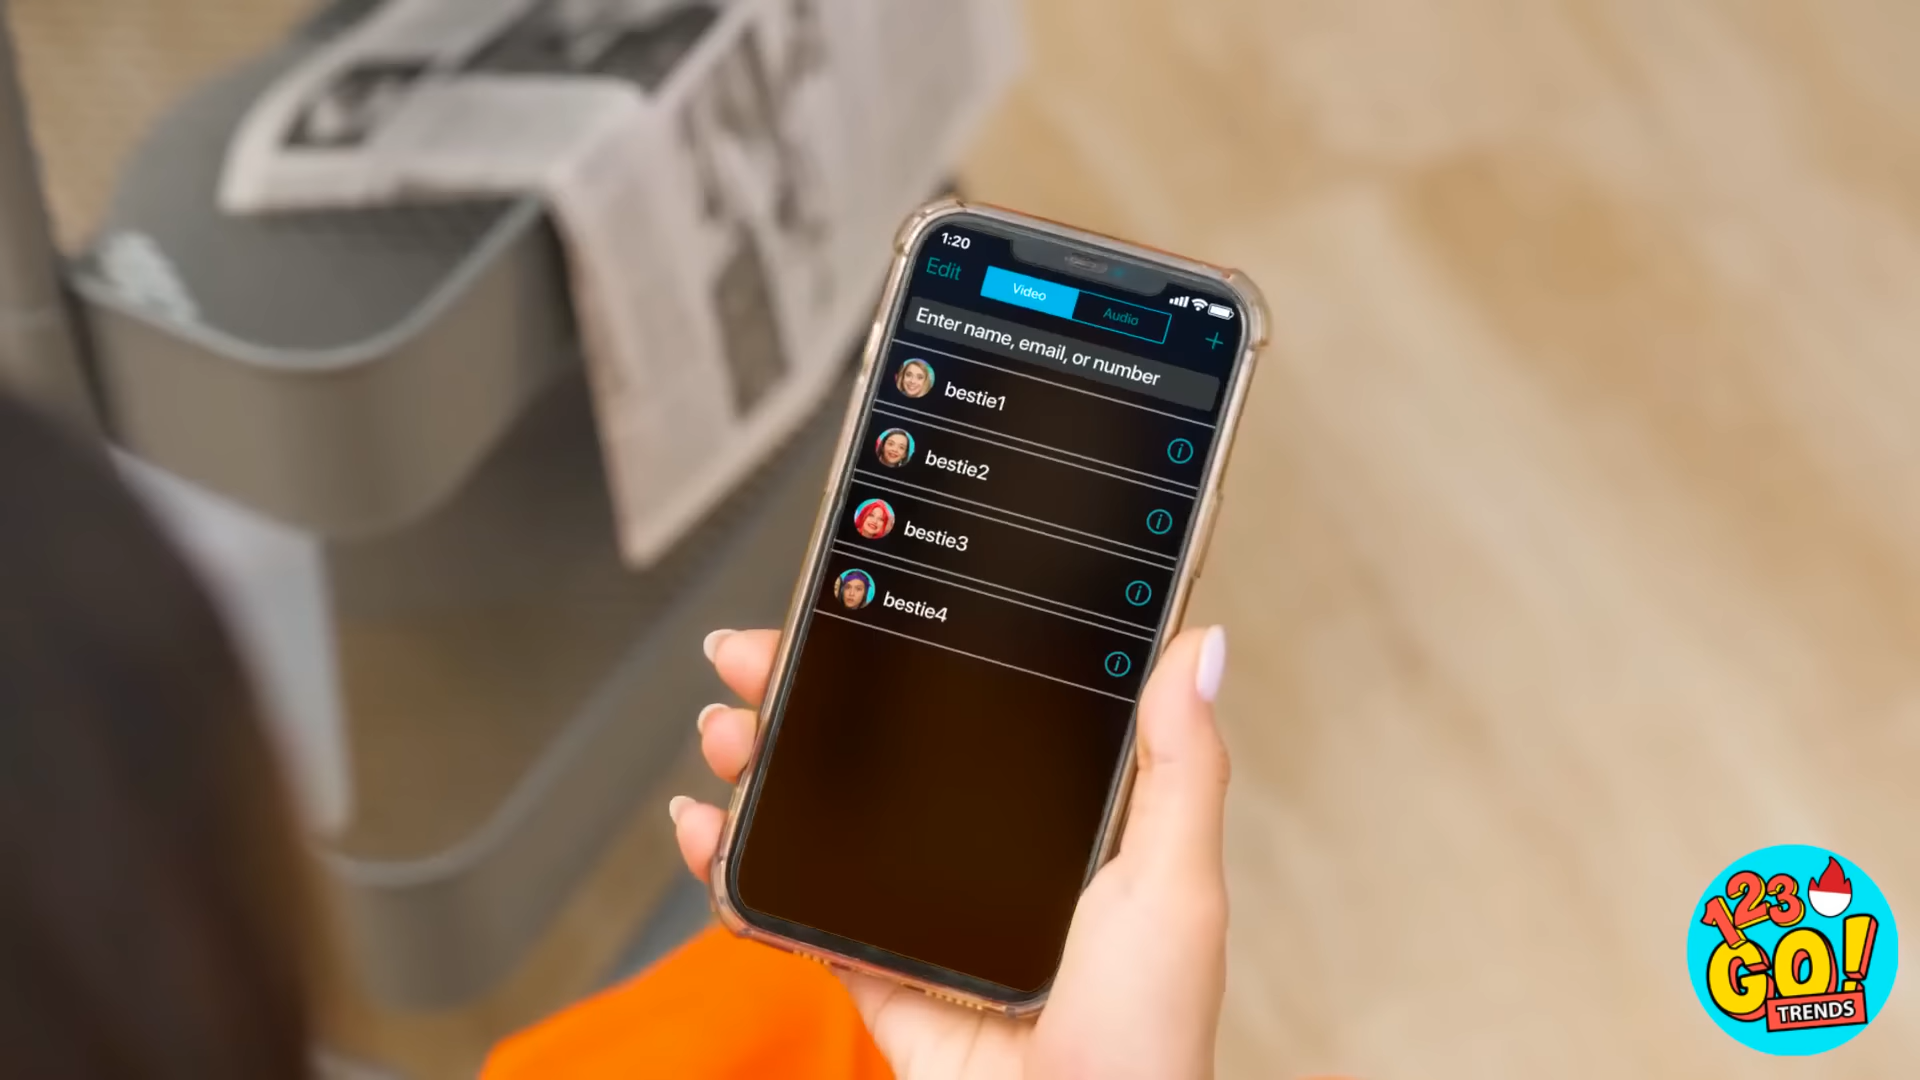 1:20
Edit
Video
Audio
+
Enter name, email, or number
bestie1
bestie2
bestie3
bestie4
123
GO!
TRENDS